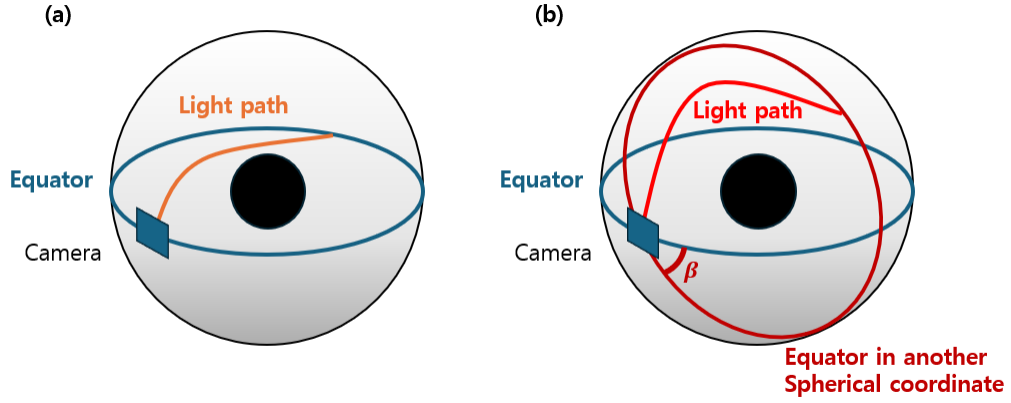 (a)
Light path
Equator
Camera
(b)
Light path
Equator
Camera
β
Equator in another
Spherical coordinate